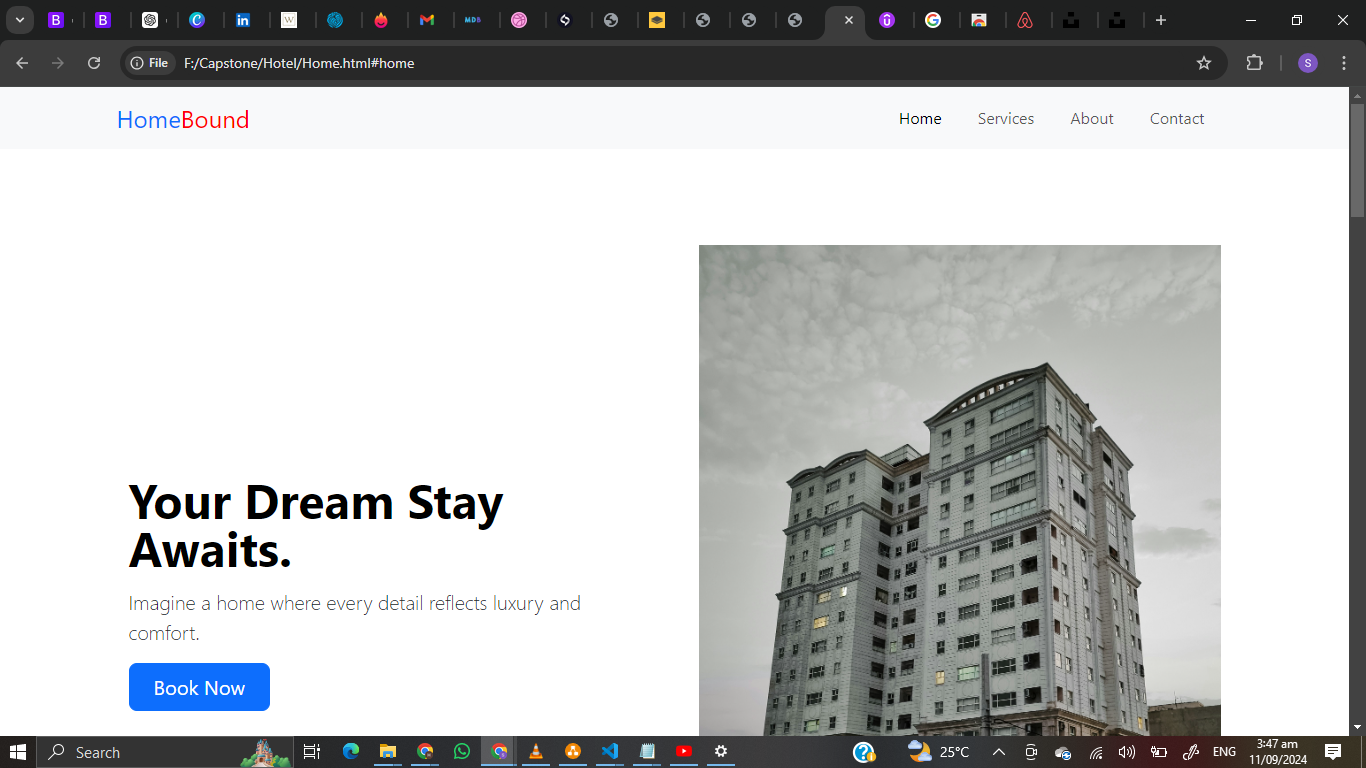 File
F:/Capstone/Hotel/Home.html#home
S
HomeBound
Home
Services
About
Contact
Your Dream Stay
Awaits.
Imagine a home where every detail reflects luxury and
comfort.
Book Now
Search
25°C
ENG
3:47 am
11/09/2024